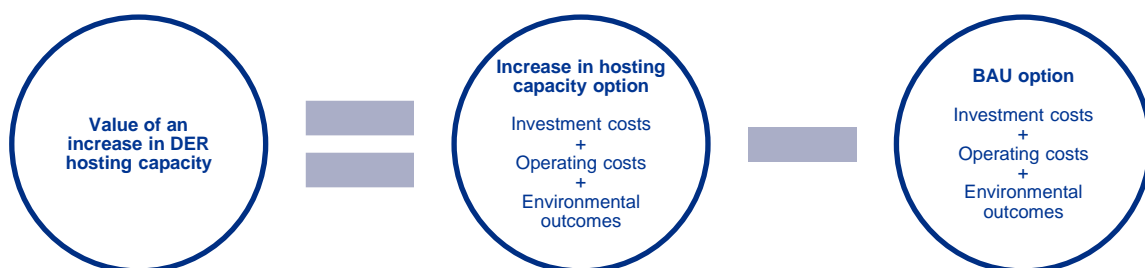 Value of an
increase in DER
hosting capacity
Increase in hosting
capacity option
Investment costs
+
Operating costs
+
Environmental
outcomes
BAU option
Investment costs
+
Operating costs
+
Environmental
outcomes